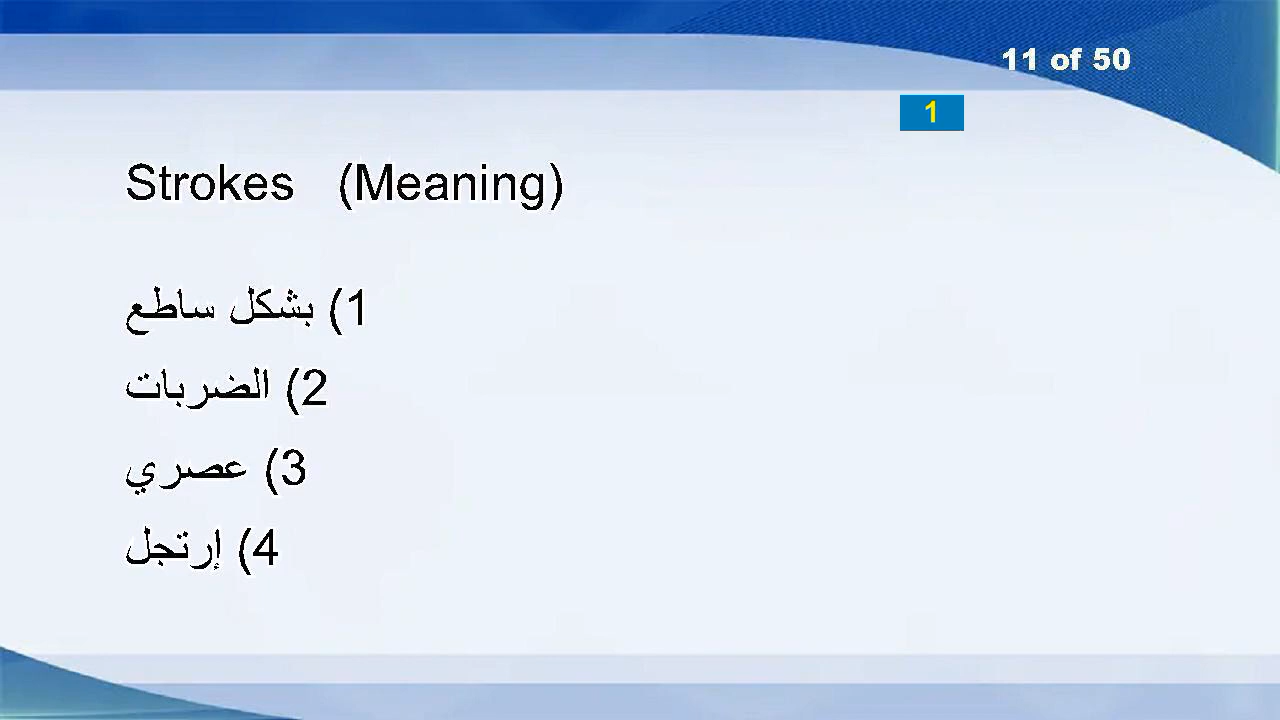 11 of 50
1
Strokes (Meaning)
1) بشكل ساطع
2) الضربات
3) عصري
4) إرتجل